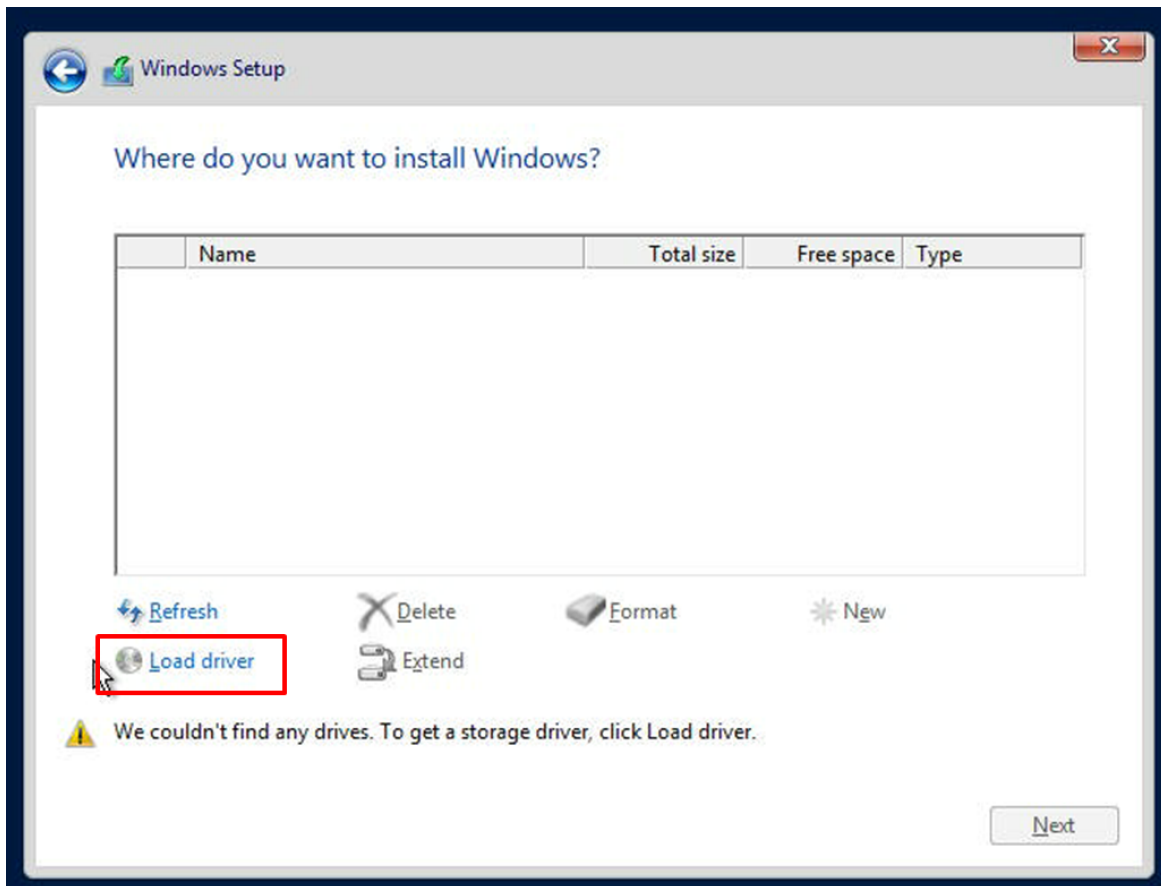 Windows Setup
Where do you want to install Windows?
Name Total size Free space Type
Refresh Delete Format New
Load driver Extend
We couldn't find any drives. To get a storage driver, click Load driver.
Next